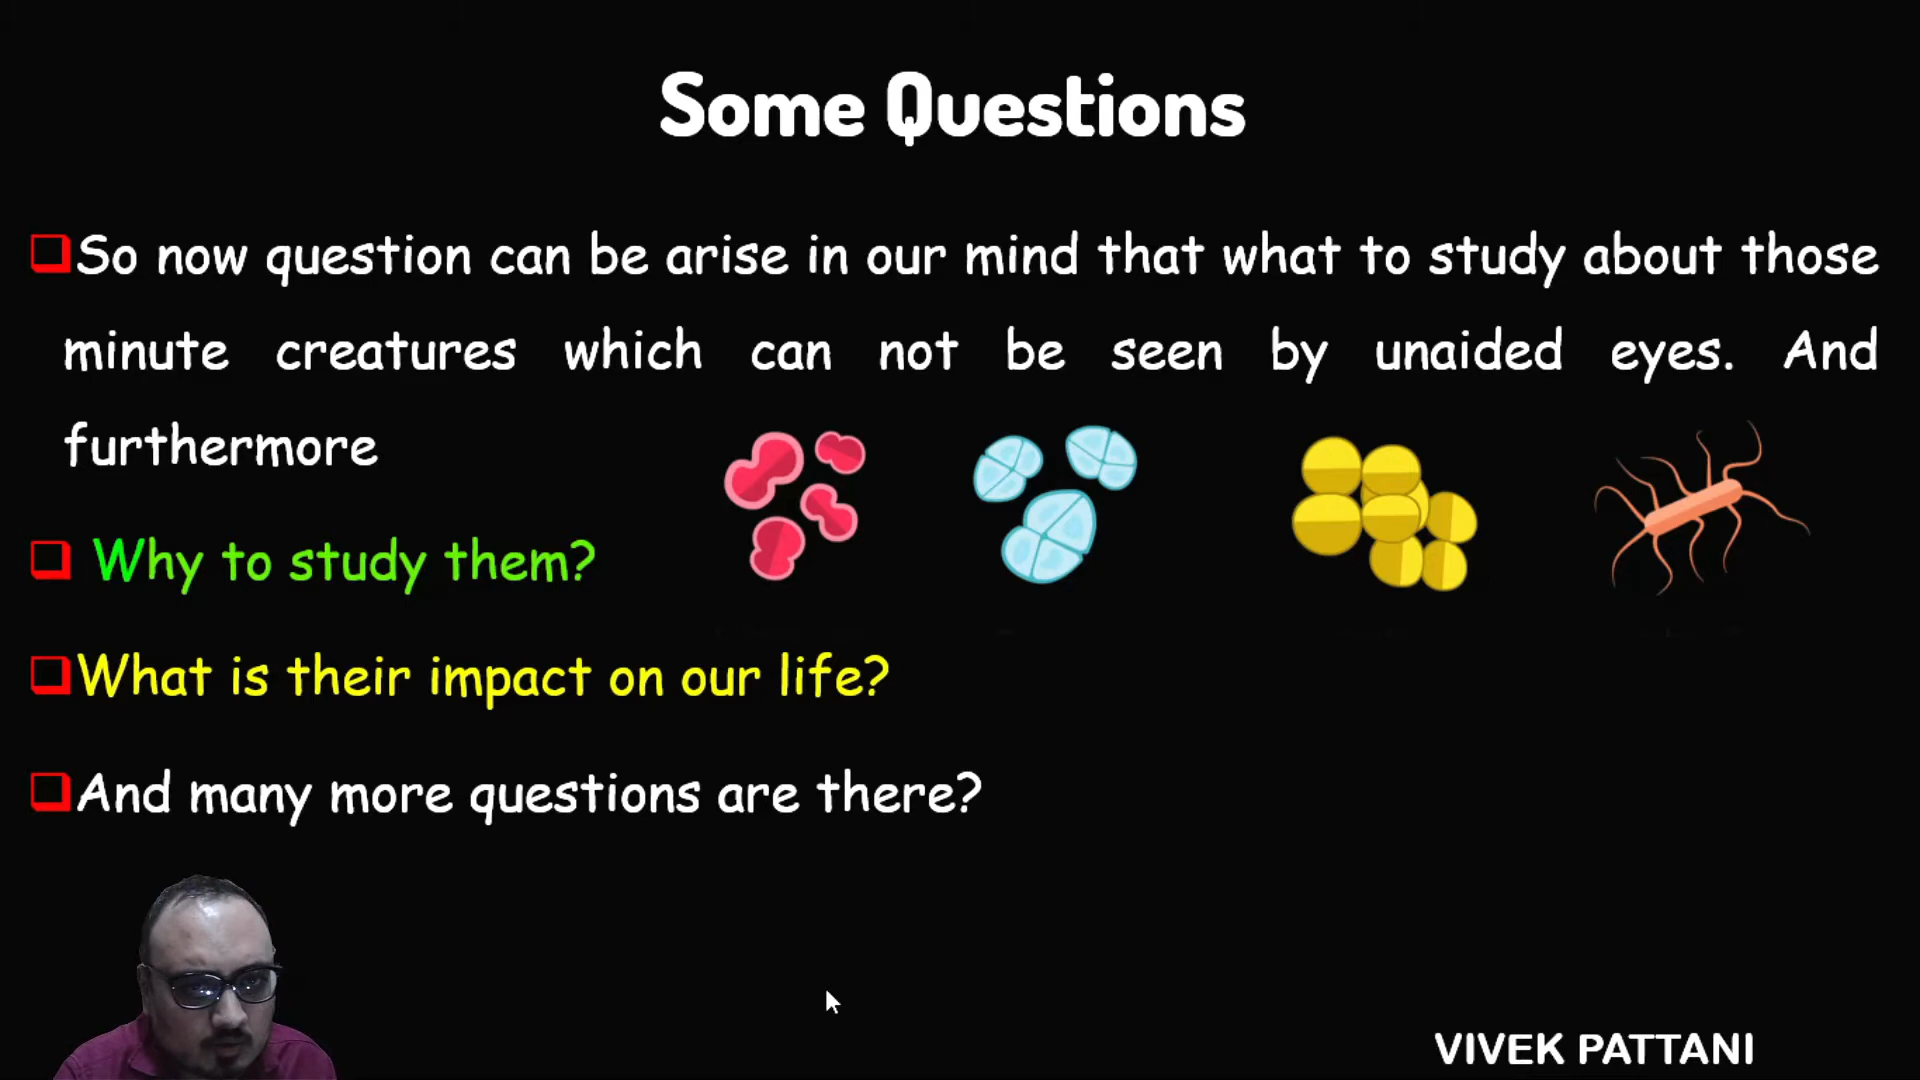 Some Questions
So now question can be arise in our mind that what to study about those
minute creatures which can not be seen by unaided eyes. And
furthermore
Why to study them?
What is their impact on our life?
And many more questions are there?
VIVEK PATTANI